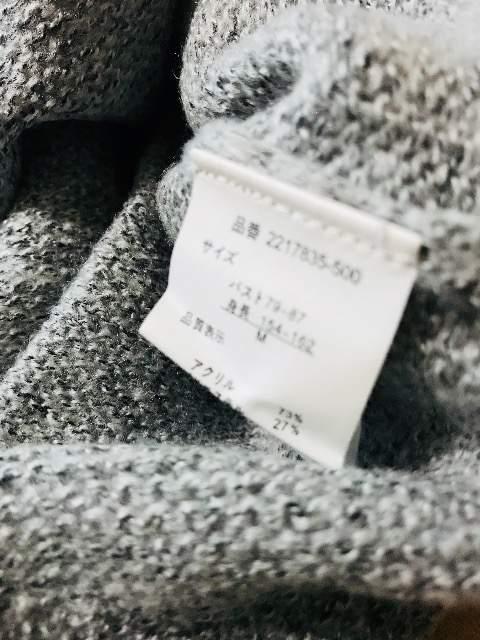 品番 2217835-500
サイズ
バスト79-87
身長 154-162
M
品質表示
アクリル 73%
27%